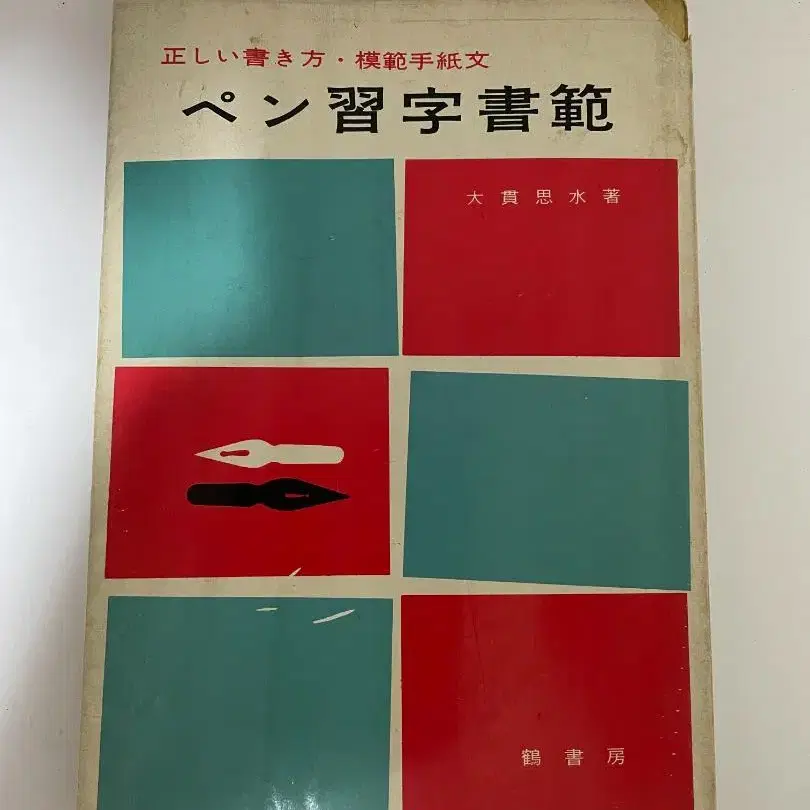 正しい書き方・模範手紙文
ペン習字書範
大貫思水著
鶴書房